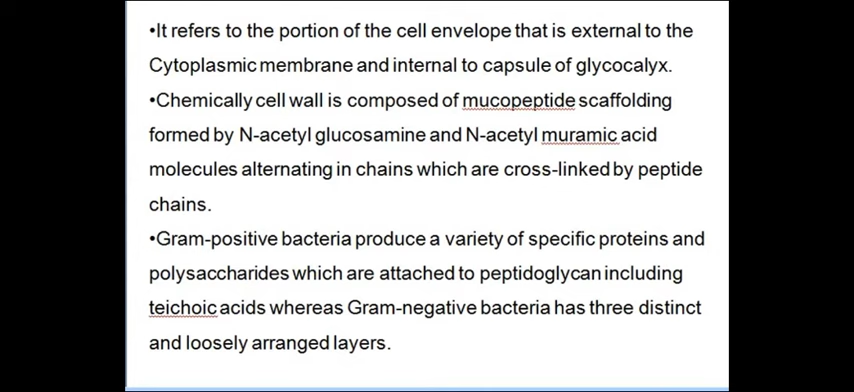 •It refers to the portion of the cell envelope that is external to the
Cytoplasmic membrane and internal to capsule of glycocalyx.
•Chemically cell wall is composed of mucopeptide scaffolding
formed by N-acetyl glucosamine and N-acetyl muramic acid
molecules alternating in chains which are cross-linked by peptide
chains.
•Gram-positive bacteria produce a variety of specific proteins and
polysaccharides which are attached to peptidoglycan including
teichoic acids whereas Gram-negative bacteria has three distinct
and loosely arranged layers.